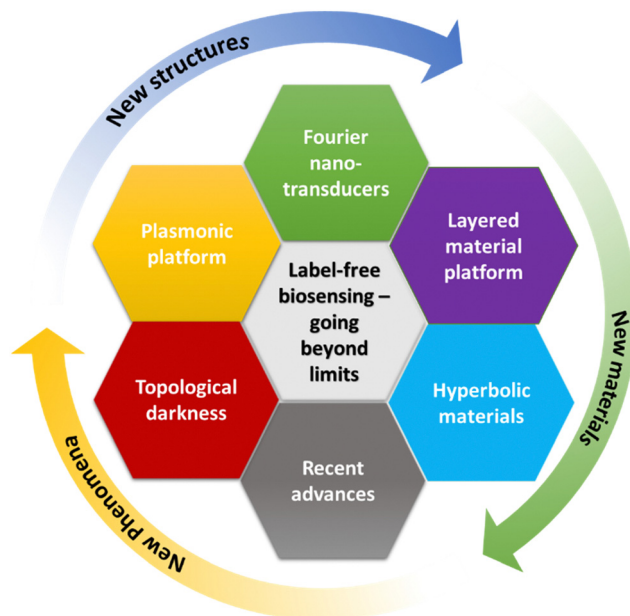 New structures
Fourier
nano-
transducers
Plasmonic
platform
Layered
material
platform
Label-free
biosensing –
going
beyond
limits
New materials
Topological
darkness
Hyperbolic
materials
Recent
advances
New Phenomena